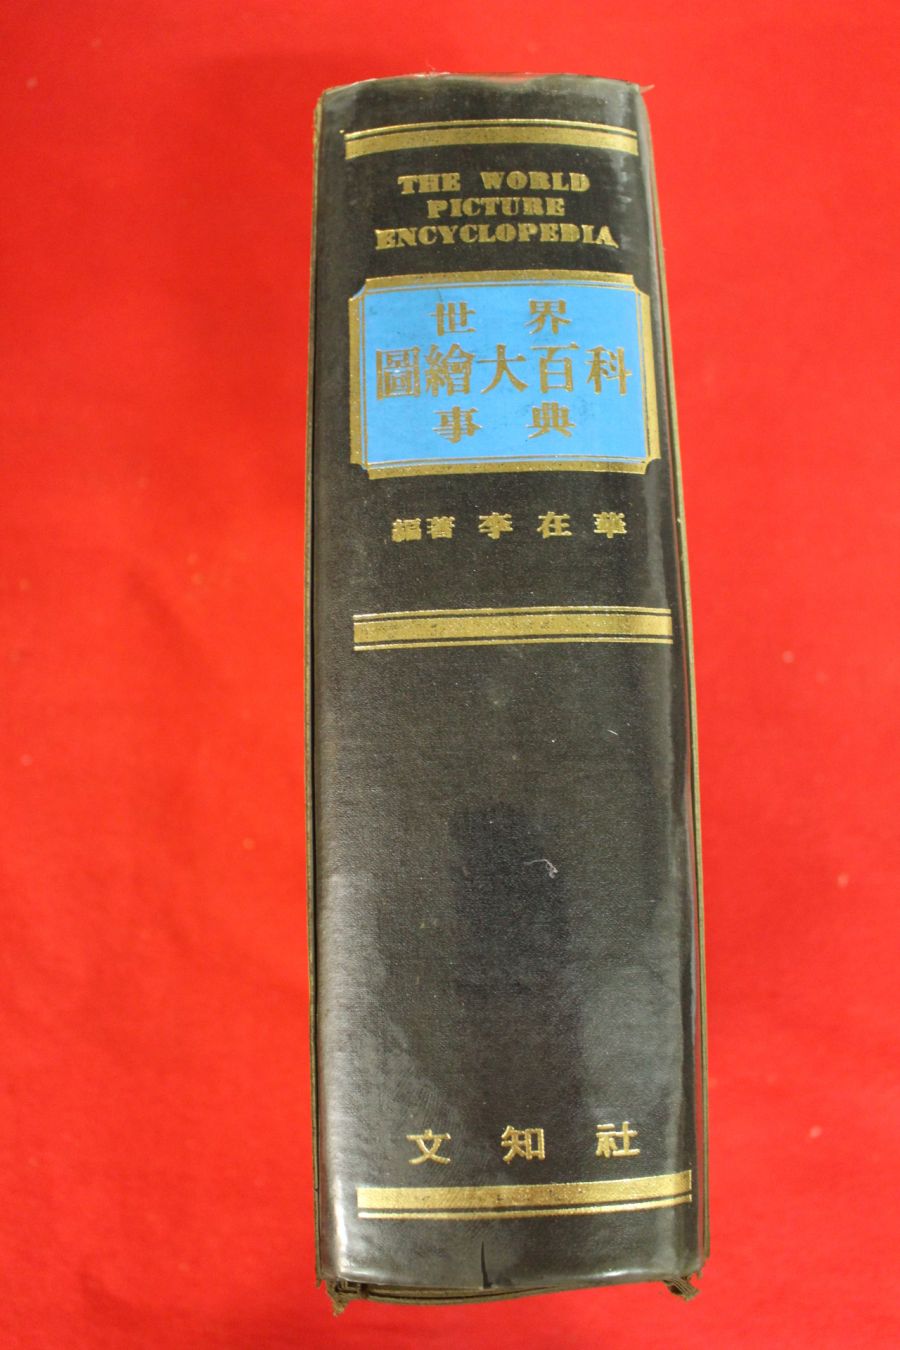 THE WORLD
PICTURE
ENCYCLOPEDIA
世界
圖繪大百科
事典
編著 李在華
文知社